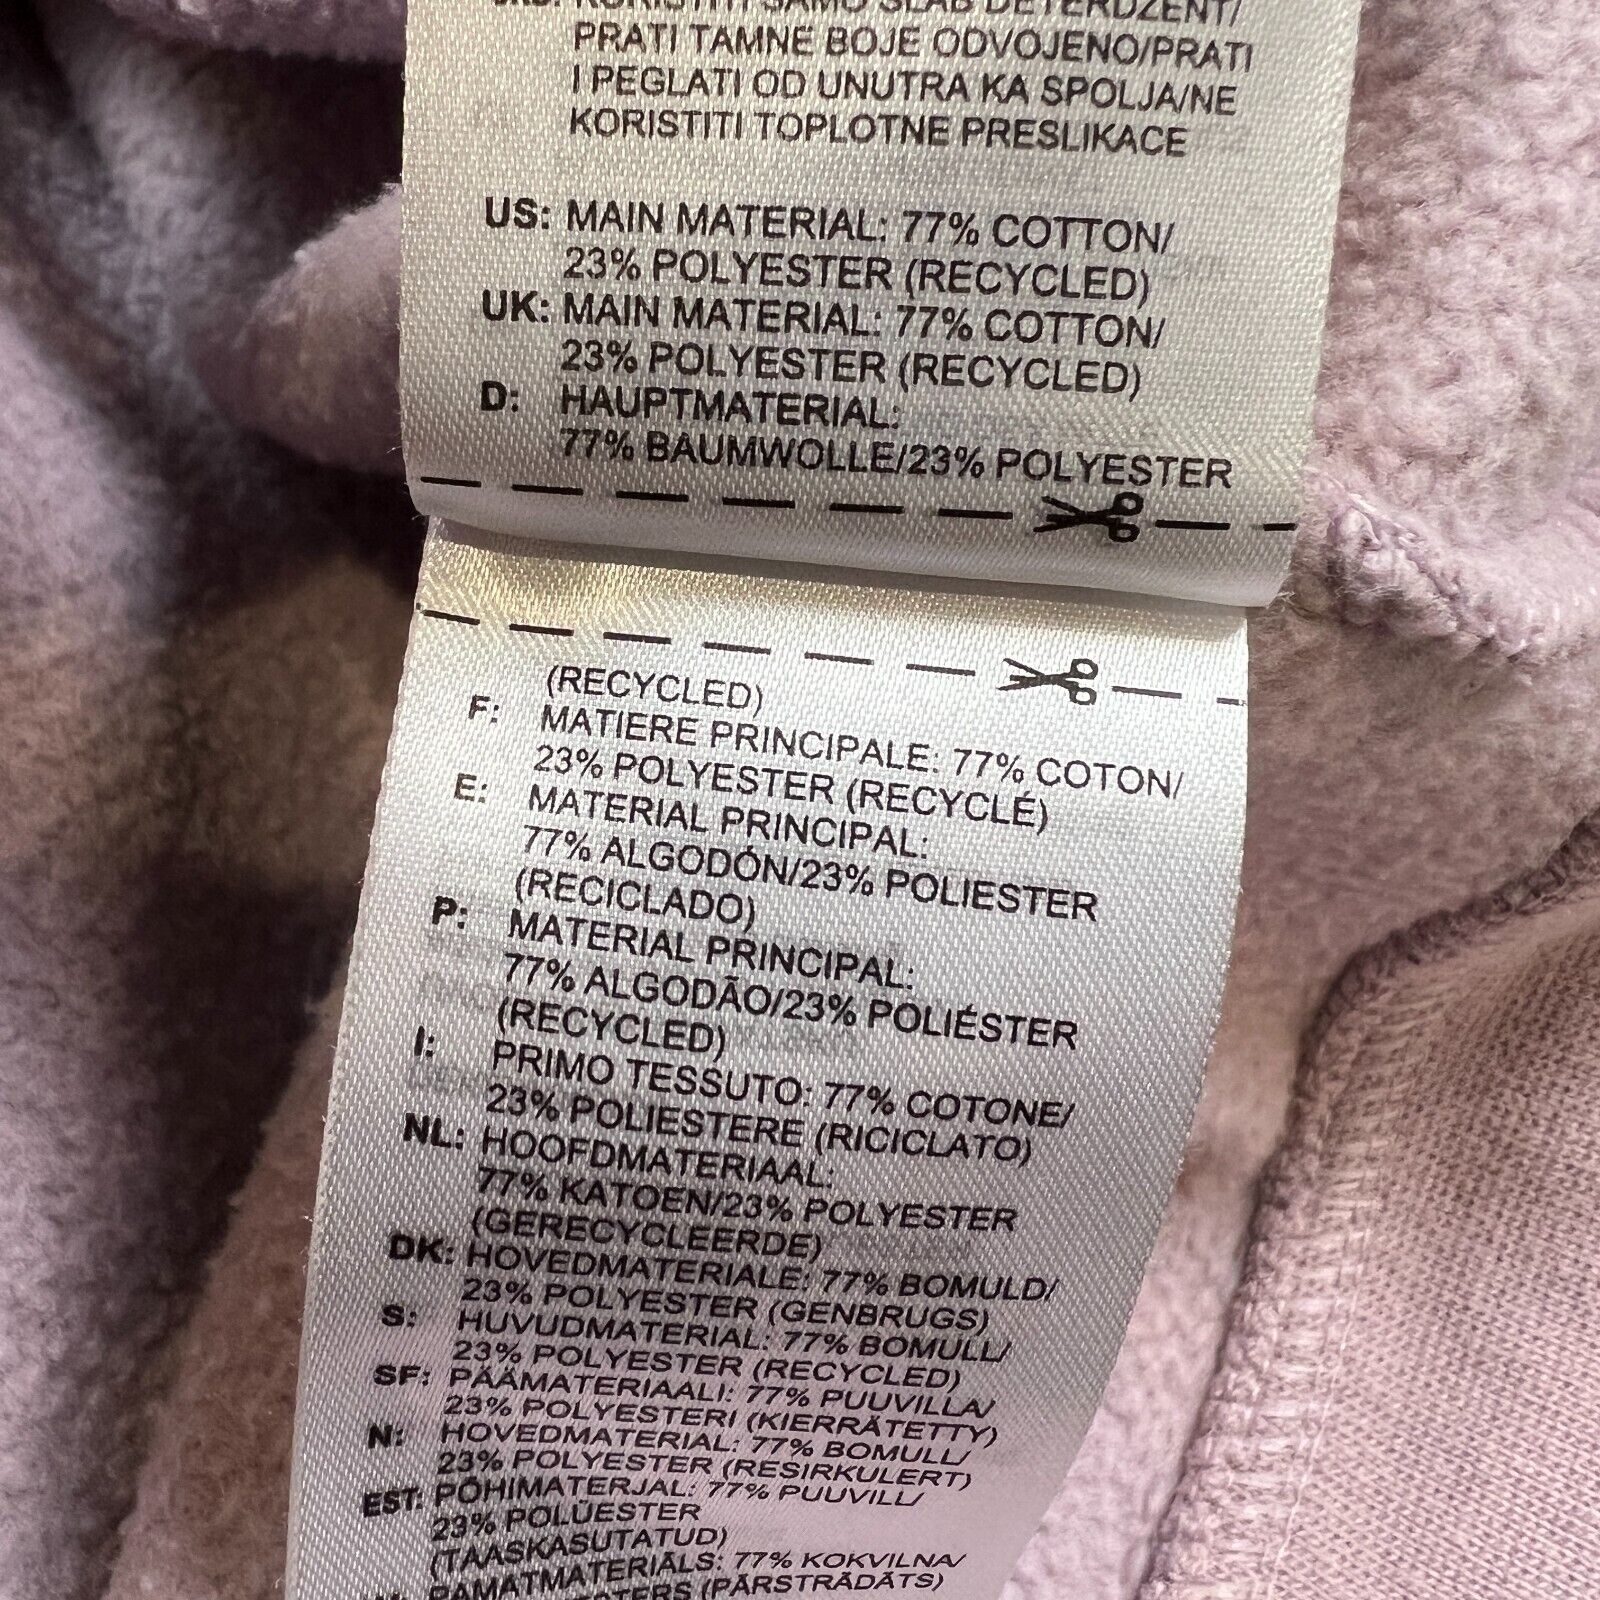 KORISTITI SAMO SLAB DETERDZENT/
PRATI TAMNE BOJE ODVOJENO/PRATI
I PEGLATI OD UNUTRA KA SPOLJA/NE
KORISTITI TOPLOTNE PRESLIKACE
US: MAIN MATERIAL: 77% COTTON/
23% POLYESTER (RECYCLED)
UK: MAIN MATERIAL: 77% COTTON/
23% POLYESTER (RECYCLED)
D: HAUPTMATERIAL:
77% BAUMWOLLE/23% POLYESTER
(RECYCLED)
F: MATIERE PRINCIPALE: 77% COTON/
23% POLYESTER (RECYCLÉ)
E: MATERIAL PRINCIPAL:
77% ALGODÓN/23% POLIESTER
(RECICLADO)
P: MATERIAL PRINCIPAL:
77% ALGODÃO/23% POLIÉSTER
(RECYCLED)
I: PRIMO TESSUTO: 77% COTONE/
23% POLIESTERE (RICICLATO)
NL: HOOFDMATERIAAL:
77% KATOEN/23% POLYESTER
(GERECYCLEERDE)
DK: HOVEDMATERIALE: 77% BOMULD/
23% POLYESTER (GENBRUGS)
S: HUVUDMATERIAL: 77% BOMULL/
23% POLYESTER (RECYCLED)
SF: PÄÄMATERIAALI: 77% PUUVILLA/
23% POLYESTERI (KIERRÄTETTY)
N: HOVEDMATERIAL: 77% BOMULL/
23% POLYESTER (RESIRKULERT)
EST: PÕHIMATERJAL: 77% PUUVILL/
23% POLÜESTER
(TAASKASUTATUD)
PAMATMATERIĀLS: 77% KOKVILNA/
(PĀRSTRĀDĀTS)